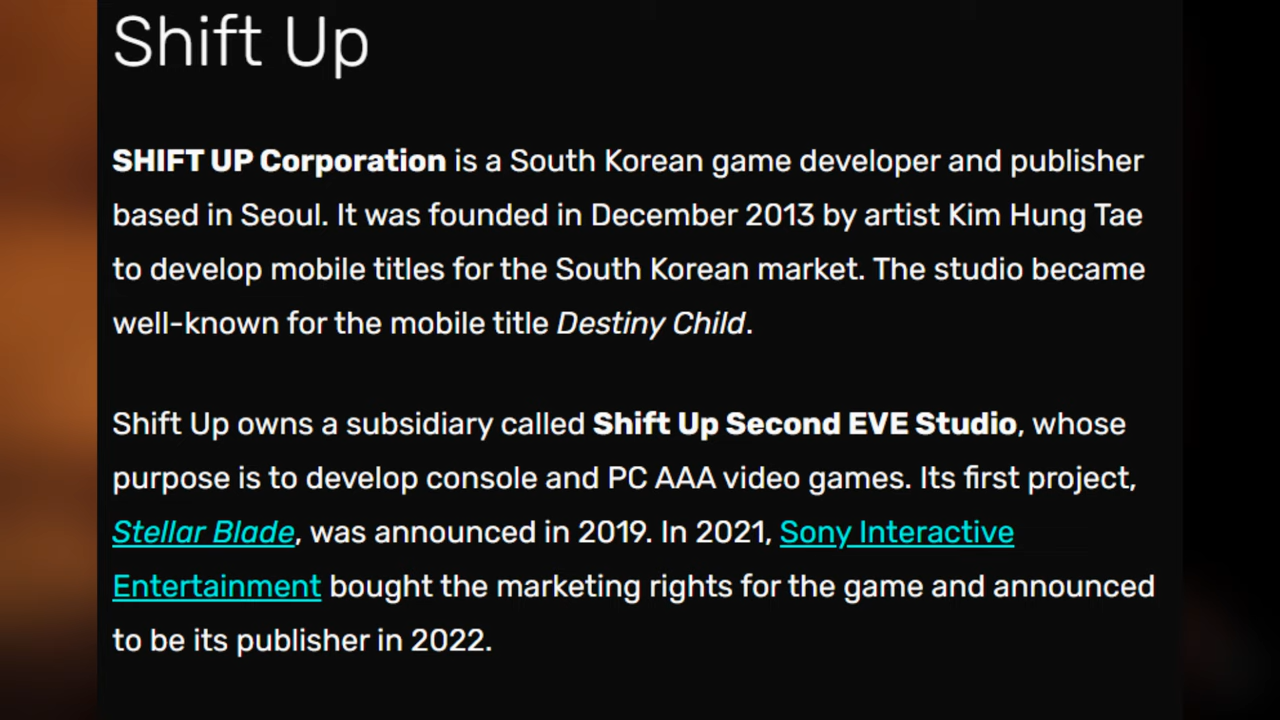 Shift Up
SHIFT UP Corporation is a South Korean game developer and publisher
based in Seoul. It was founded in December 2013 by artist Kim Hung Tae
to develop mobile titles for the South Korean market. The studio became
well-known for the mobile title Destiny Child.
Shift Up owns a subsidiary called Shift Up Second EVE Studio, whose
purpose is to develop console and PC AAA video games. Its first project,
Stellar Blade, was announced in 2019. In 2021, Sony Interactive
Entertainment bought the marketing rights for the game and announced
to be its publisher in 2022.